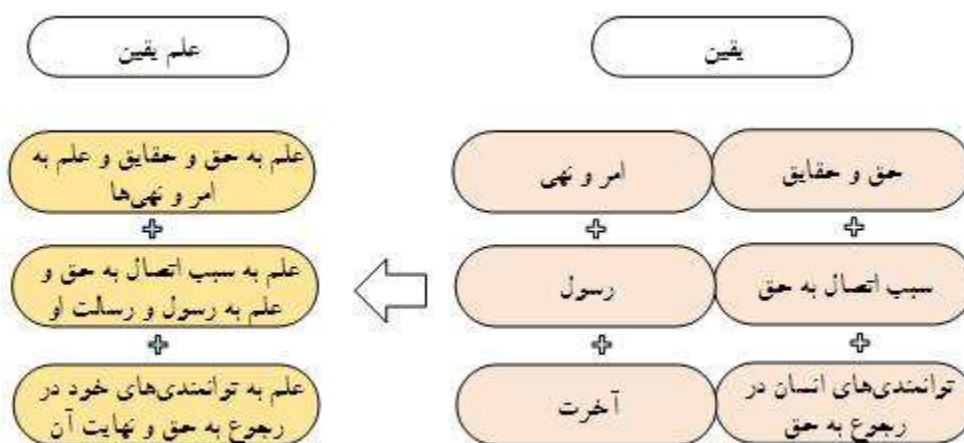 یقین
علم یقین
حق و حقایق
امر و نهی
علم به حق و حقایق و علم به
امر و نهی‌ها
سبب اتصال به حق
رسول
علم به سبب اتصال به حق و
علم به رسول و رسالت او
توانمندی‌های انسان در
رجوع به حق
آخرت
علم به توانمندی‌های خود در
رجوع به حق و نهایت آن